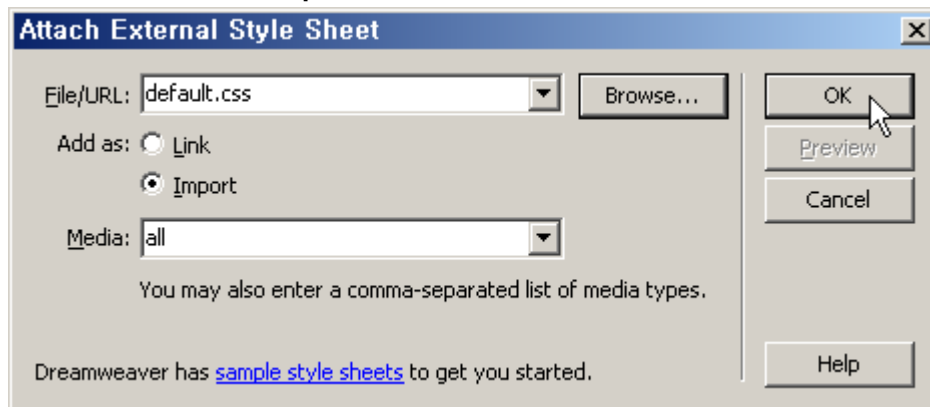 Attach External Style Sheet
File/URL: default.css Browse... OK
Add as: Link Preview
Import Cancel
Media: all
You may also enter a comma-separated list of media types.
Dreamweaver has sample style sheets to get you started. Help